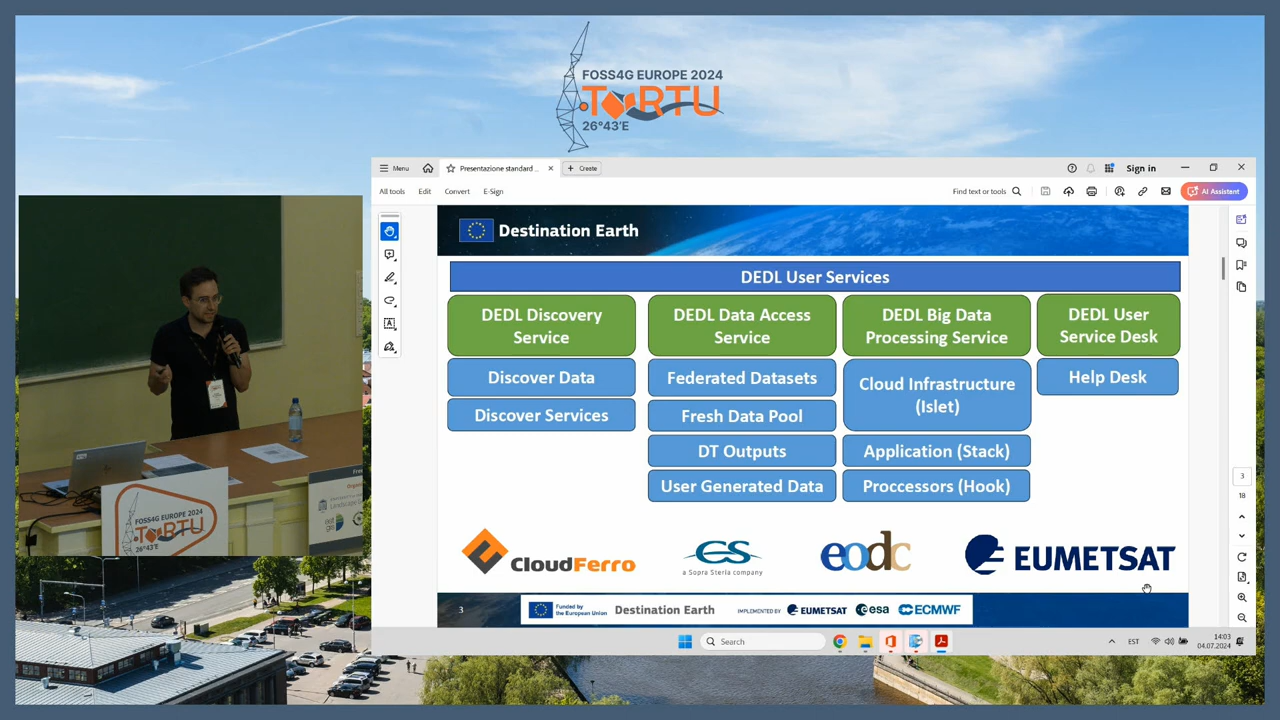 FOSS4G EUROPE 2024
TORTU
26°43'E
Menu
Presentazione standard ..
Create
Sign in
All tools
Edit
Convert
E-Sign
Find text or tools
AI Assistant
Destination Earth
DEDL User Services
DEDL Discovery
Service
Discover Data
Discover Services
DEDL Data Access
Service
Federated Datasets
Fresh Data Pool
DT Outputs
User Generated Data
DEDL Big Data
Processing Service
Cloud Infrastructure
(Islet)
Application (Stack)
Proccessors (Hook)
DEDL User
Service Desk
Help Desk
CloudFerro
CS
a Sopra Steria company
eodc
EUMETSAT
3
Funded by
the European Union
Destination Earth
IMPLEMENTED BY
EUMETSAT
esa
ECMWF
3
18
Search
EST
14:03
04.07.2024
FOSS4G EUROPE 2024
TORTU
26°43'E